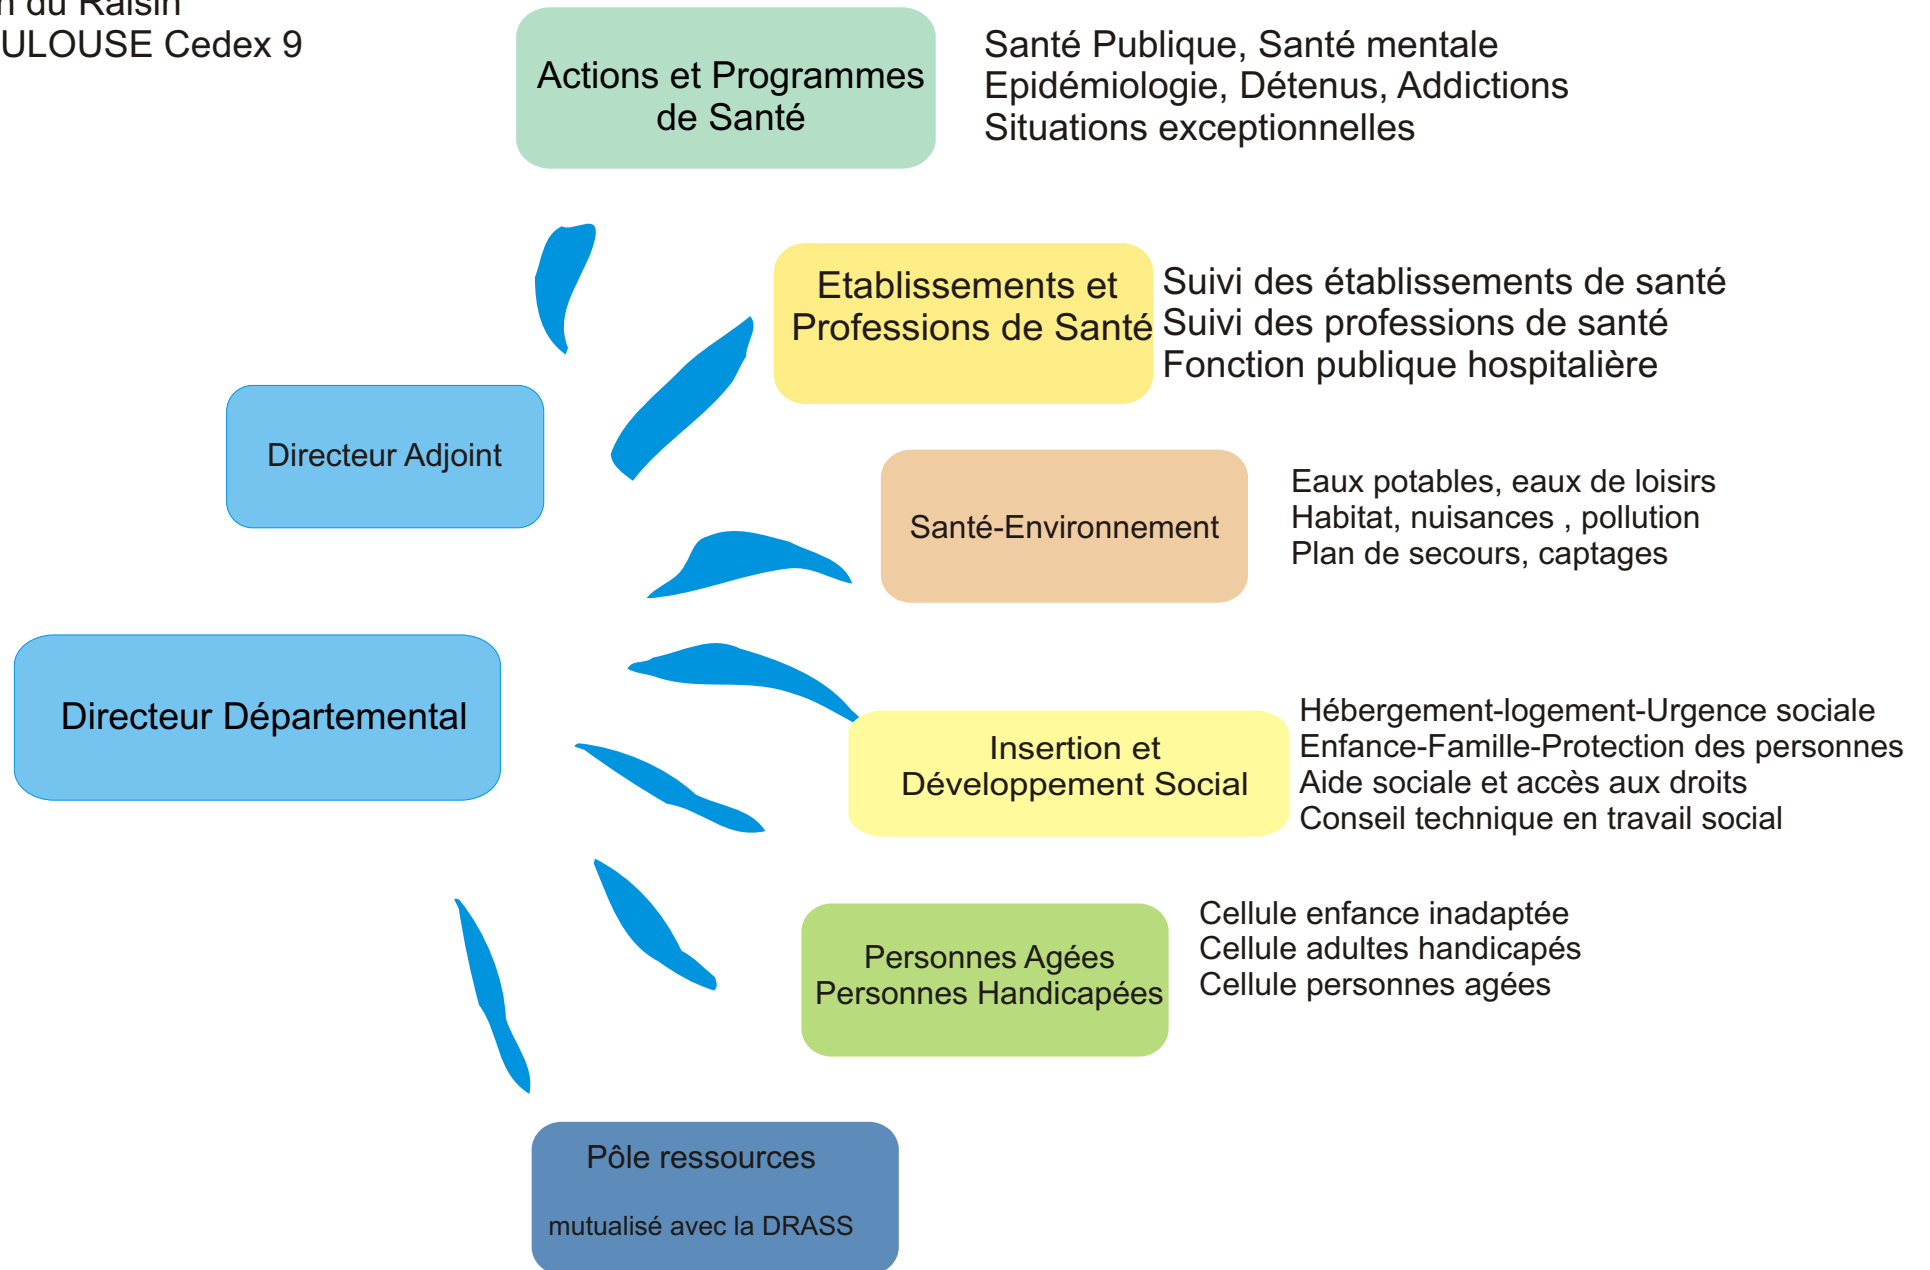 du Raisin
Cedex 9
Actions et Programmes
de Santé
Santé Publique, Santé mentale
Epidémiologie, Détenus, Addictions
Situations exceptionnelles
Etablissements et
Professions de Santé
Suivi des établissements de santé
Suivi des professions de santé
Fonction publique hospitalière
Directeur Adjoint
Santé-Environnement
Eaux potables, eaux de loisirs
Habitat, nuisances , pollution
Plan de secours, captages
Directeur Départemental
Insertion et
Développement Social
Hébergement-logement-Urgence sociale
Enfance-Famille-Protection des personnes
Aide sociale et accès aux droits
Conseil technique en travail social
Personnes Agées
Personnes Handicapées
Cellule enfance inadaptée
Cellule adultes handicapés
Cellule personnes agées
Pôle ressources
mutualisé avec la DRASS